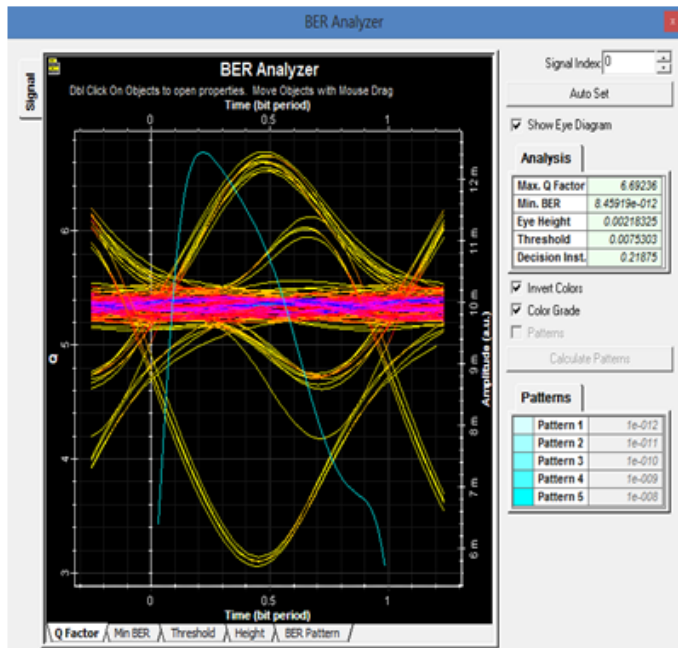 BER Analyzer
x
Signal
BER Analyzer
Dbl Click On Objects to open properties. Move Objects with Mouse Drag
Time (bit period)
0 0.5 1
6
5
4
3
Q
12 m
11 m
10 m
9 m
8 m
7 m
6 m
Amplitude (a.u.)
0 0.5 1
Time (bit period)
Q Factor Min BER Threshold Height BER Pattern
Signal Index: 0
Auto Set
Show Eye Diagram
Analysis
Max. Q Factor 6.69236
Min. BER 8.45919e-012
Eye Height 0.00218325
Threshold 0.0075303
Decision Inst. 0.21875
Invert Colors
Color Grade
Patterns
Calculate Patterns
Patterns
Pattern 1 1e-012
Pattern 2 1e-011
Pattern 3 1e-010
Pattern 4 1e-009
Pattern 5 1e-008